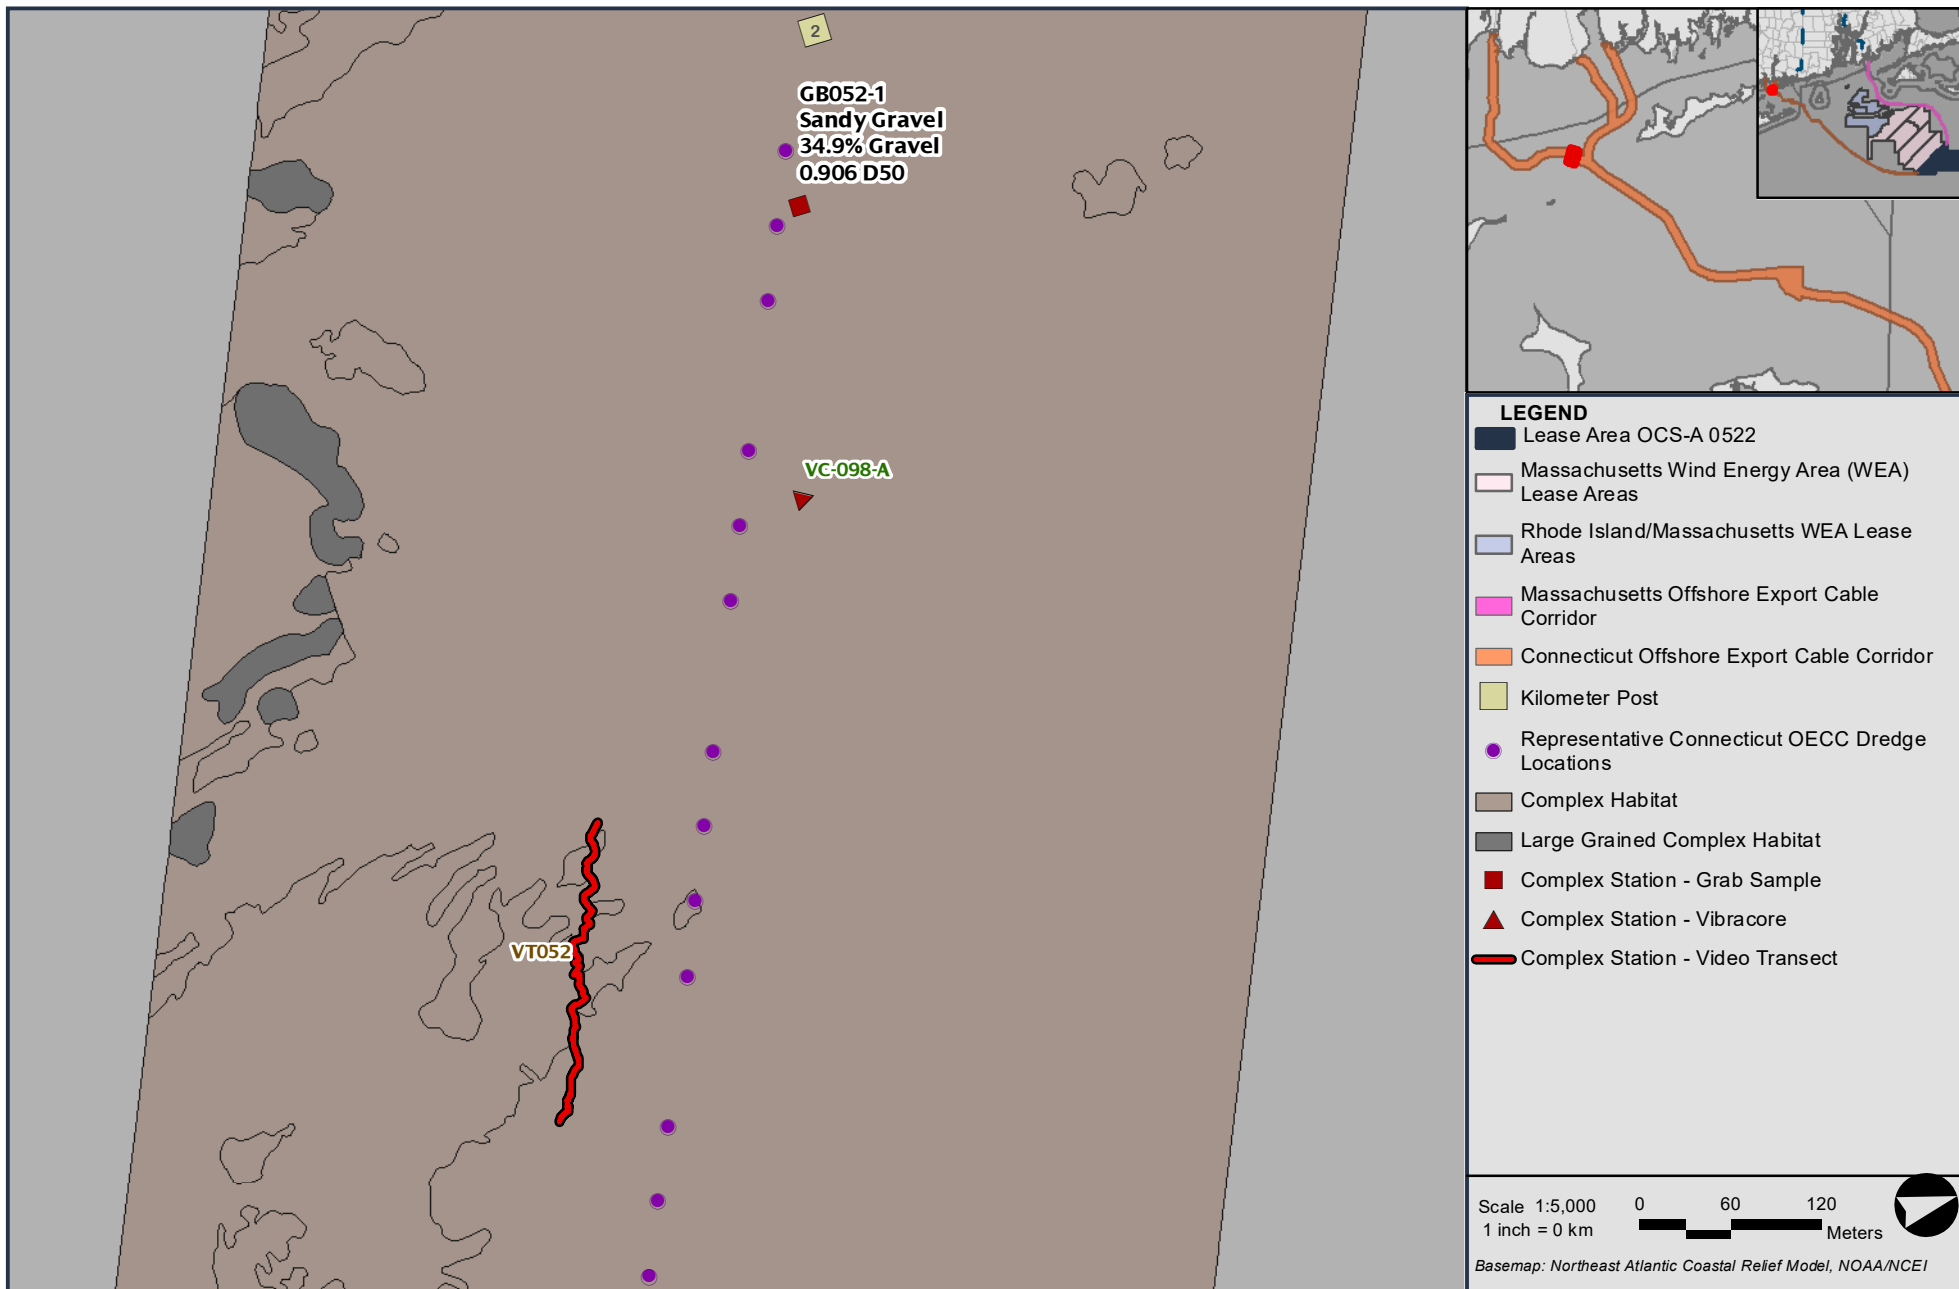 2
GB052-1
Sandy Gravel
34.9% Gravel
0.906 D50
VC-098-A
VT052
LEGEND
Lease Area OCS-A 0522
Massachusetts Wind Energy Area (WEA)
Lease Areas
Rhode Island/Massachusetts WEA Lease
Areas
Massachusetts Offshore Export Cable
Corridor
Connecticut Offshore Export Cable Corridor
Kilometer Post
Representative Connecticut OECC Dredge
Locations
Complex Habitat
Large Grained Complex Habitat
Complex Station - Grab Sample
Complex Station - Vibracore
Complex Station - Video Transect
Scale 1:5,000
1 inch = 0 km
0 60 120
Meters
Basemap: Northeast Atlantic Coastal Relief Model, NOAA/NCEI